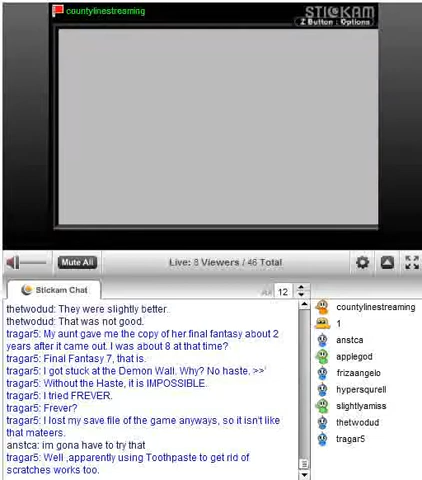 countylinestreaming
STICKAM
Z Button : Options
Mute All
Live: 8 Viewers / 46 Total
Stickam Chat
12
thetwodud: They were slightly better.
thetwodud: That was not good.
tragar5: My aunt gave me the copy of her final fantasy about 2
years after it came out. I was about 8 at that time?
tragar5: Final Fantasy 7, that is.
tragar5: I got stuck at the Demon Wall. Why? No haste. >>'
tragar5: Without the Haste, it is IMPOSSIBLE.
tragar5: I tried FREVER.
tragar5: Frever?
tragar5: I lost my save file of the game anyways, so it isn't like
that mateers.
anstca: im gona have to try that
tragar5: Well ,apparently using Toothpaste to get rid of
scratches works too.
countylinestreaming
1
anstca
applegod
frizaangelo
hypersqurell
slightlyamiss
thetwodud
tragar5